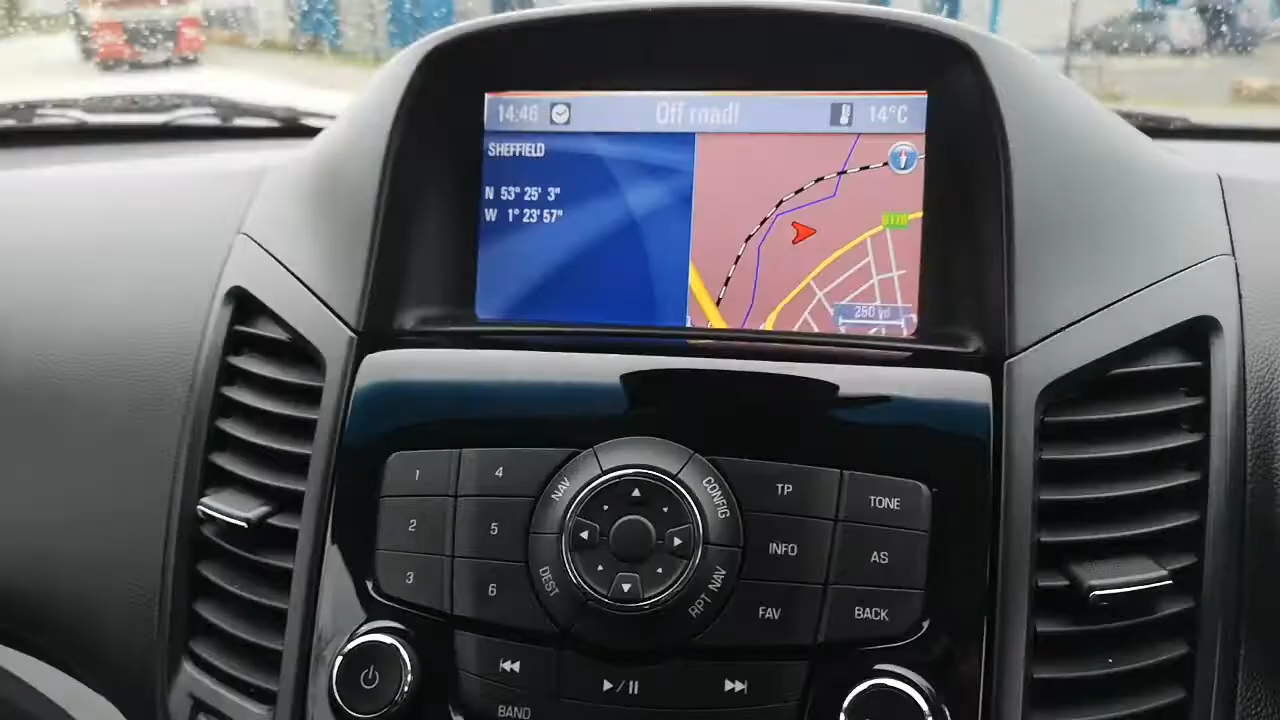 14:46 Off road! 14°C
SHEFFIELD
N 53° 25' 3"
W 1° 23' 57"
250 yd
1 4 NAV CONFIG TP TONE
2 5 INFO AS
3 6 DEST RPT NAV FAV BACK
BAND